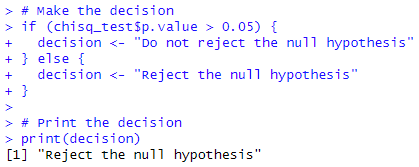 > # Make the decision
> if (chisq_test$p.value > 0.05) {
+   decision <- "Do not reject the null hypothesis"
+ } else {
+   decision <- "Reject the null hypothesis"
+ }
>
> # Print the decision
> print(decision)
[1] "Reject the null hypothesis"